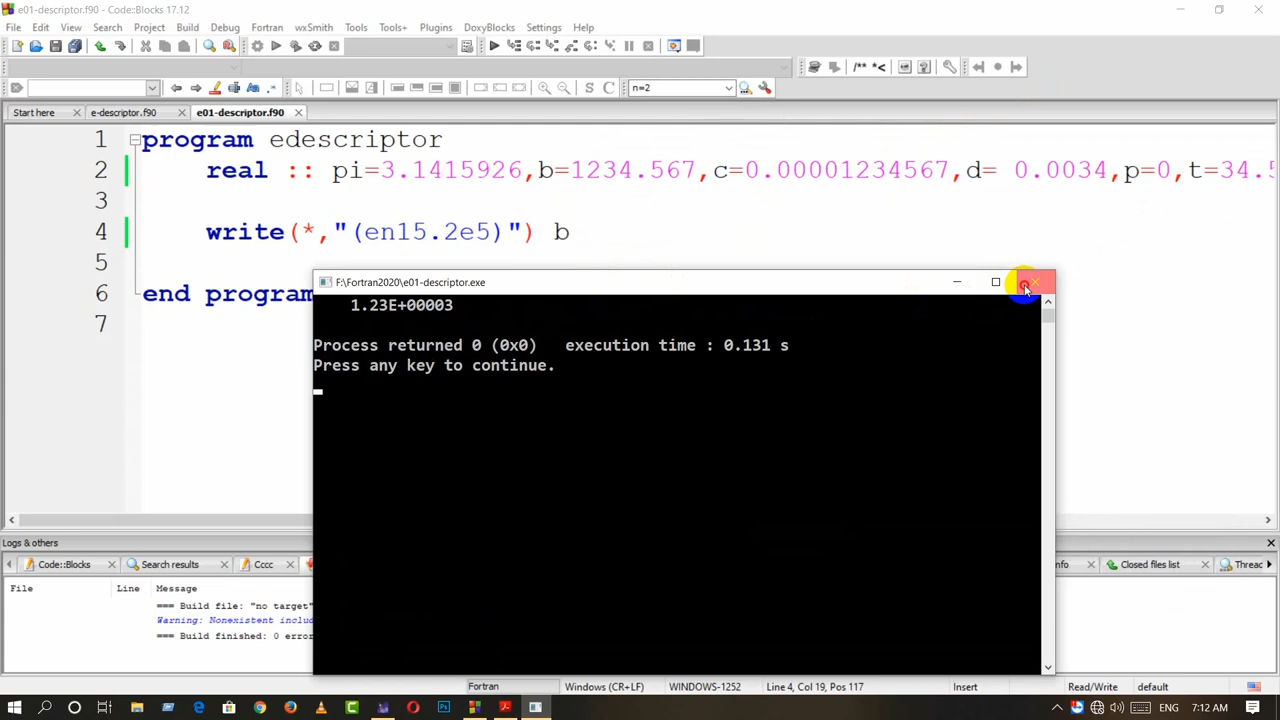 e01-descriptor.f90 - Code::Blocks 17.12
File Edit View Search Project Build Debug Fortran wxSmith Tools Tools+ Plugins DoxyBlocks Settings Help
/** *<
S C n=2
Start here e-descriptor.f90 e01-descriptor.f90
1 program edescriptor
2 real :: pi=3.1415926,b=1234.567,c=0.00001234567,d= 0.0034,p=0,t=34.5
3
4 write(*,"(en15.2e5)") b
5
6 end program
7
F:\Fortran2020\e01-descriptor.exe
1.23E+00003
Process returned 0 (0x0) execution time : 0.131 s
Press any key to continue.
Logs & others
Code::Blocks Search results Cccc Closed files list Threa
File Line Message
=== Build file: "no target"
Warning: Nonexistent inclu
=== Build finished: 0 error
Fortran Windows (CR+LF) WINDOWS-1252 Line 4, Col 19, Pos 117 Insert Read/Write default
ENG 7:12 AM